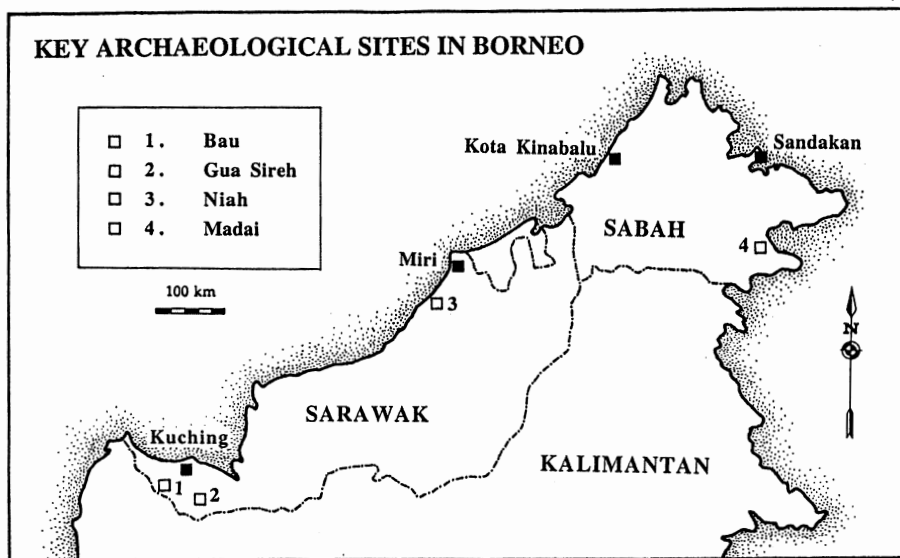 KEY ARCHAEOLOGICAL SITES IN BORNEO
1. Bau
2. Gua Sireh
3. Niah
4. Madai
100 km
Kota Kinabalu
Sandakan
SABAH
4
Miri
3
N
SARAWAK
Kuching
KALIMANTAN
1
2